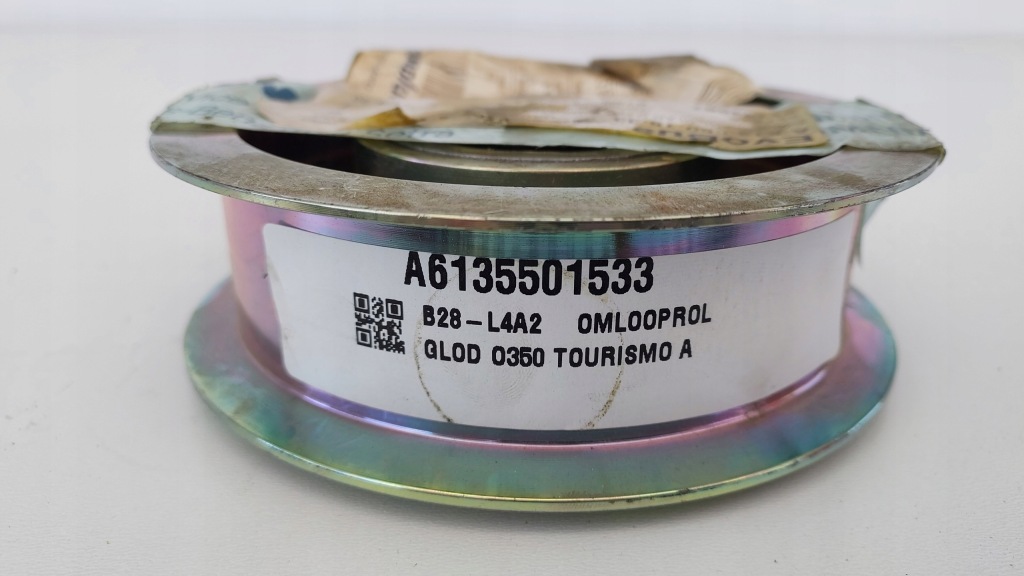 A6135501533
B28-L4A2 OMLOOPROL
GLOD O350 TOURISMO A